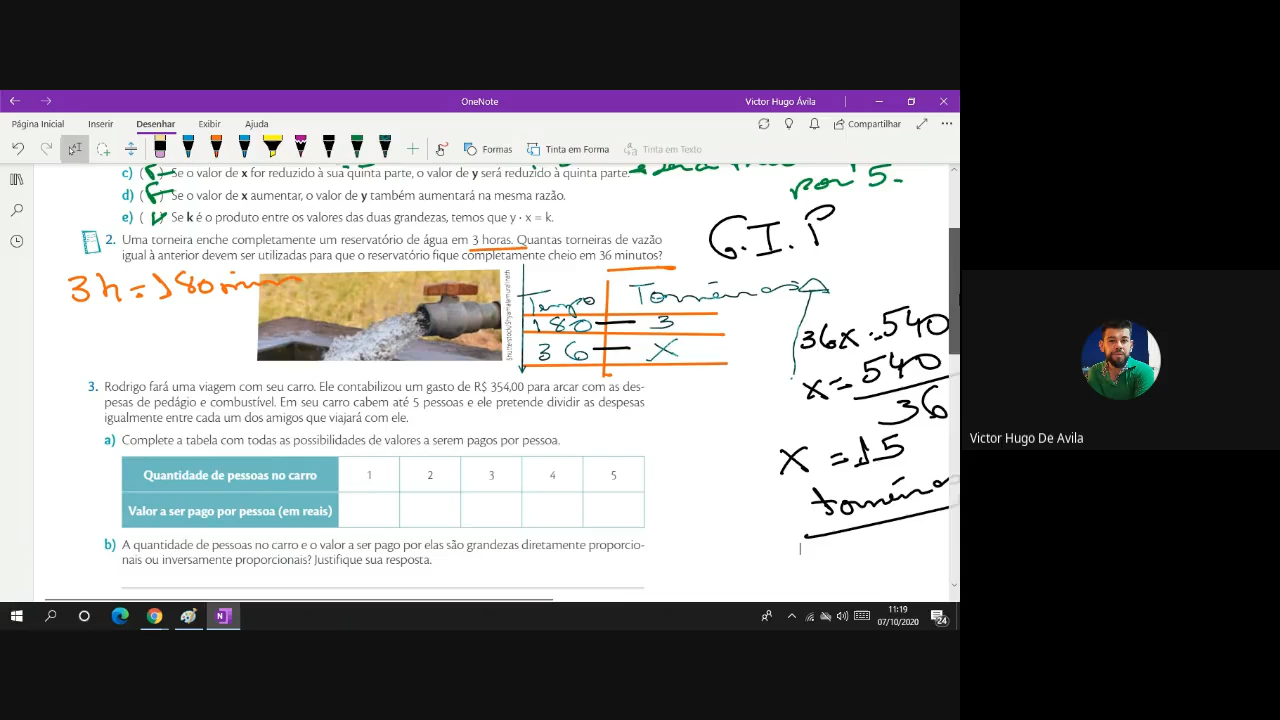 OneNote
Victor Hugo Ávila
Página Inicial Inserir Desenhar Exibir Ajuda
Compartilhar
Formas Tinta em Forma Tinta em Texto
c) ( F ) Se o valor de x for reduzido à sua quinta parte, o valor de y será reduzido à quinta parte.
por 5.
d) ( F ) Se o valor de x aumentar, o valor de y também aumentará na mesma razão.
e) ( V ) Se k é o produto entre os valores das duas grandezas, temos que y · x = k.
G.I.P
2. Uma torneira enche completamente um reservatório de água em 3 horas. Quantas torneiras de vazão
igual à anterior devem ser utilizadas para que o reservatório fique completamente cheio em 36 minutos?
3h = 180 min
Tempo Torneiras
180 — 3
36 — X
36x = 540
x = 540
36
x = 15
torneiras
3. Rodrigo fará uma viagem com seu carro. Ele contabilizou um gasto de R$ 354,00 para arcar com as des-
pesas de pedágio e combustível. Em seu carro cabem até 5 pessoas e ele pretende dividir as despesas
igualmente entre cada um dos amigos que viajará com ele.
a) Complete a tabela com todas as possibilidades de valores a serem pagos por pessoa.
Quantidade de pessoas no carro 1 2 3 4 5
Valor a ser pago por pessoa (em reais)
b) A quantidade de pessoas no carro e o valor a ser pago por elas são grandezas diretamente proporcio-
nais ou inversamente proporcionais? Justifique sua resposta.
Victor Hugo De Avila
11:19
07/10/2020
24